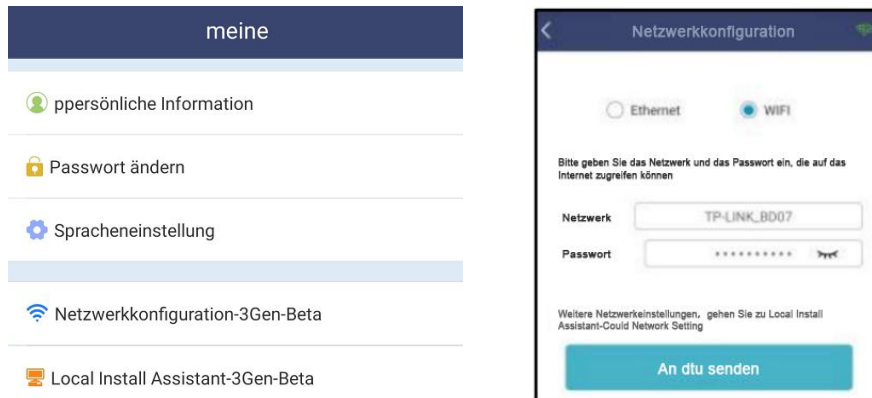 meine
ppersönliche Information
Passwort ändern
Spracheneinstellung
Netzwerkkonfiguration-3Gen-Beta
Local Install Assistant-3Gen-Beta
Netzwerkkonfiguration
Ethernet
WIFI
Bitte geben Sie das Netzwerk und das Passwort ein, die auf das
Internet zugreifen können
Netzwerk TP-LINK_BD07
Passwort **********
Weitere Netzwerkeinstellungen, gehen Sie zu Local Install
Assistant-Could Network Setting
An dtu senden